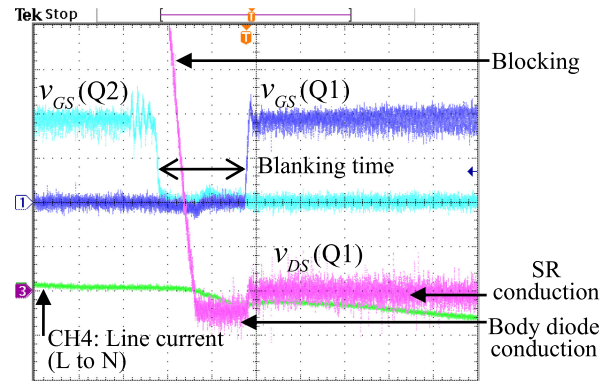 Tek Stop
T
T
Blocking
vGS(Q2)
vGS(Q1)
Blanking time
1
vDS(Q1)
3
SR
conduction
Body diode
conduction
CH4: Line current
(L to N)